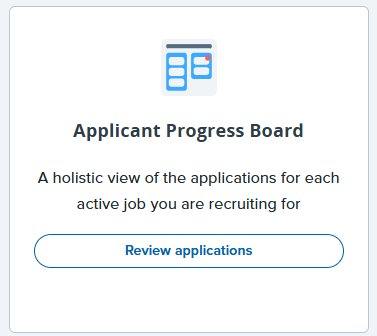 Applicant Progress Board
A holistic view of the applications for each
active job you are recruiting for
Review applications